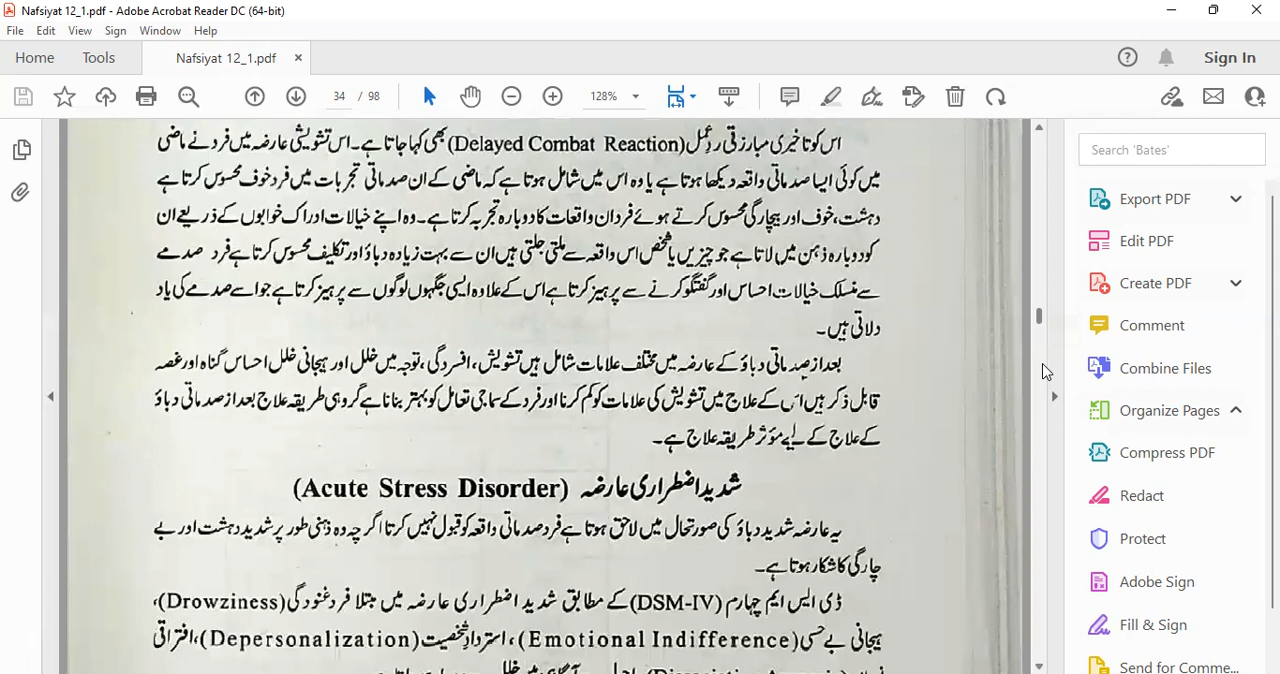 Nafsiyat 12_1.pdf - Adobe Acrobat Reader DC (64-bit)
File Edit View Sign Window Help
Home Tools Nafsiyat 12_1.pdf × Sign In
34 / 98 128%
اس کو تاخیری مبارزتی ردِعمل (Delayed Combat Reaction) بھی کہا جاتا ہے۔ اس تشویشی عارضہ میں فرد نے ماضی
میں کوئی ایسا صدماتی واقعہ دیکھا ہوتا ہے یا وہ اس میں شامل ہوتا ہے کہ ماضی کے ان صدماتی تجربات میں فرد خوف محسوس کرتا ہے
دہشت، خوف اور بیچارگی محسوس کرتے ہوئے فرد ان واقعات کا دوبارہ تجربہ کرتا ہے۔ وہ اپنے خیالات ادراک خوابوں کے ذریعے ان
کو دوبارہ ذہن میں لاتا ہے جو چیزیں یا شخص اس واقعہ سے ملتی جلتی ہیں ان سے بہت زیادہ دباؤ اور تکلیف محسوس کرتا ہے فرد صدمے
سے منسلک خیالات احساس اور گفتگو کرنے سے پرہیز کرتا ہے اس کے علاوہ ایسی جگہوں لوگوں سے پرہیز کرتا ہے جو اسے صدمے کی یاد
دلاتی ہیں۔
بعد از صدماتی دباؤ کے عارضہ میں مختلف علامات شامل ہیں تشویش، افسردگی، توجہ میں خلل اور ہیجانی خلل احساس گناہ اور غصہ
قابل ذکر ہیں اس کے علاج میں تشویش کی علامات کو کم کرنا اور فرد کے سماجی تعامل کو بہتر بنانا ہے گروہی طریقہ علاج بعد از صدماتی دباؤ
کے علاج کے لیے مؤثر طریقہ علاج ہے۔
شدید اضطراری عارضہ (Acute Stress Disorder)
یہ عارضہ شدید دباؤ کی صورتحال میں لاحق ہوتا ہے فرد صدماتی واقعہ کو قبول نہیں کرتا اگرچہ وہ ذہنی طور پر شدید دہشت اور بے
چارگی کا شکار ہوتا ہے۔
ڈی ایس ایم چہارم (DSM-IV) کے مطابق شدید اضطراری عارضہ میں مبتلا فرد غنودگی (Drowziness)،
ہیجانی بے حسی (Emotional Indifference)، استردادِ شخصیت (Depersonalization)، افتراقی
Search 'Bates'
Export PDF
Edit PDF
Create PDF
Comment
Combine Files
Organize Pages
Compress PDF
Redact
Protect
Adobe Sign
Fill & Sign
Send for Comme...